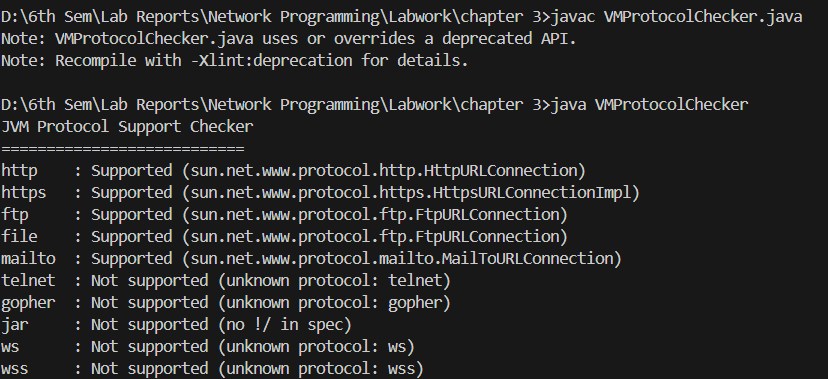 D:\6th Sem\Lab Reports\Network Programming\Labwork\chapter 3>javac VMProtocolChecker.java
Note: VMProtocolChecker.java uses or overrides a deprecated API.
Note: Recompile with -Xlint:deprecation for details.
D:\6th Sem\Lab Reports\Network Programming\Labwork\chapter 3>java VMProtocolChecker
JVM Protocol Support Checker
===========================
http    : Supported (sun.net.www.protocol.http.HttpURLConnection)
https   : Supported (sun.net.www.protocol.https.HttpsURLConnectionImpl)
ftp     : Supported (sun.net.www.protocol.ftp.FtpURLConnection)
file    : Supported (sun.net.www.protocol.ftp.FtpURLConnection)
mailto  : Supported (sun.net.www.protocol.mailto.MailToURLConnection)
telnet  : Not supported (unknown protocol: telnet)
gopher  : Not supported (unknown protocol: gopher)
jar     : Not supported (no !/ in spec)
ws      : Not supported (unknown protocol: ws)
wss     : Not supported (unknown protocol: wss)